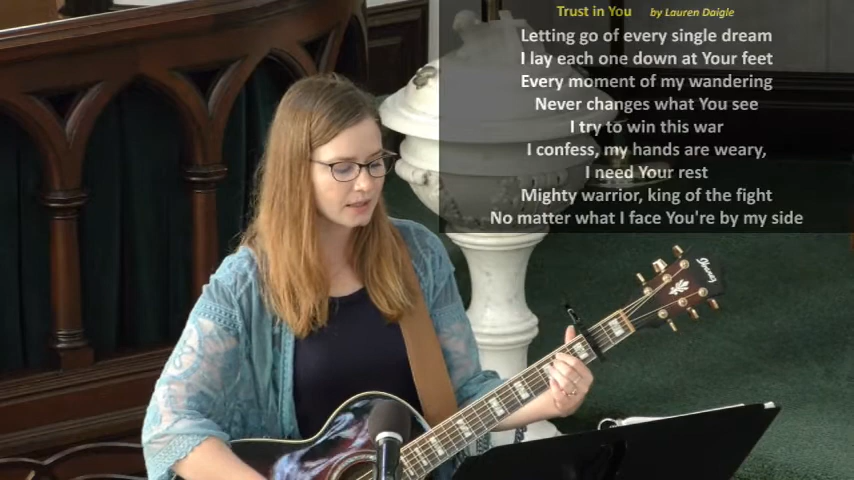 Trust in You by Lauren Daigle
Letting go of every single dream
I lay each one down at Your feet
Every moment of my wandering
Never changes what You see
I try to win this war
I confess, my hands are weary,
I need Your rest
Mighty warrior, king of the fight
No matter what I face You're by my side
Ibanez